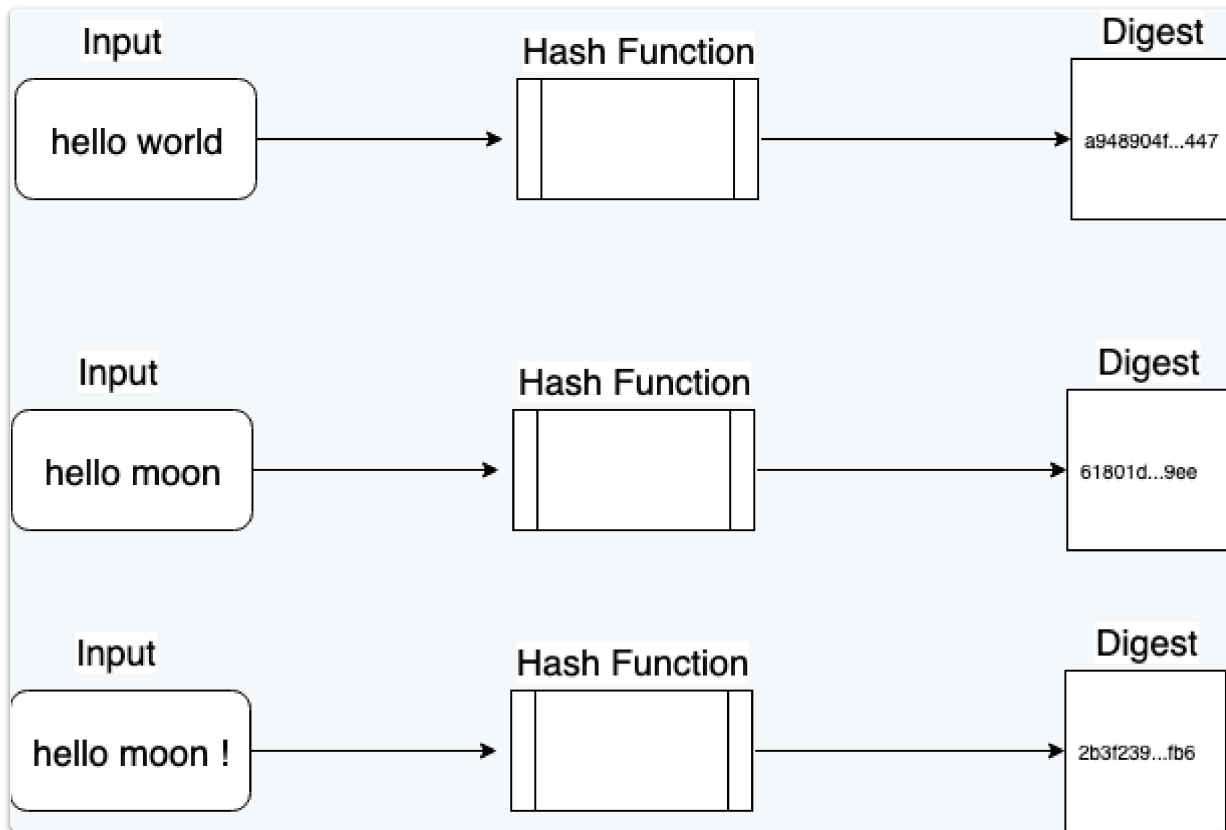 Input
Hash Function
Digest
hello world
a948904f...447
Input
Hash Function
Digest
hello moon
61801d...9ee
Input
Hash Function
Digest
hello moon !
2b3f239...fb6